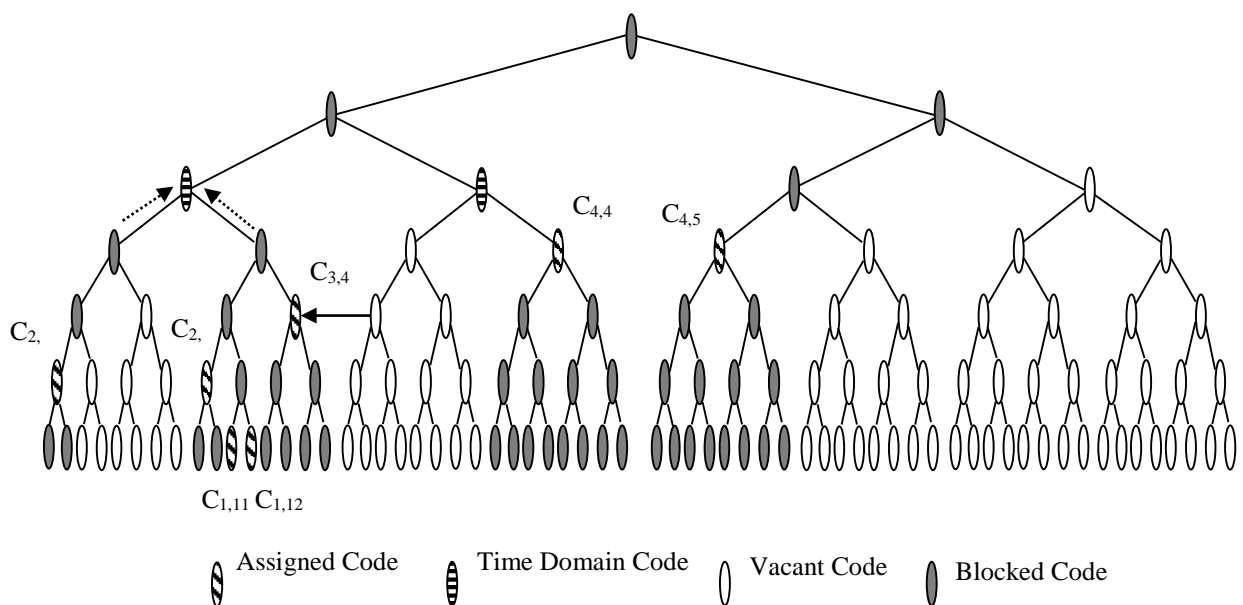 C4,4
C4,5
C3,4
C2,
C2,
C1,11 C1,12
Assigned Code
Time Domain Code
Vacant Code
Blocked Code